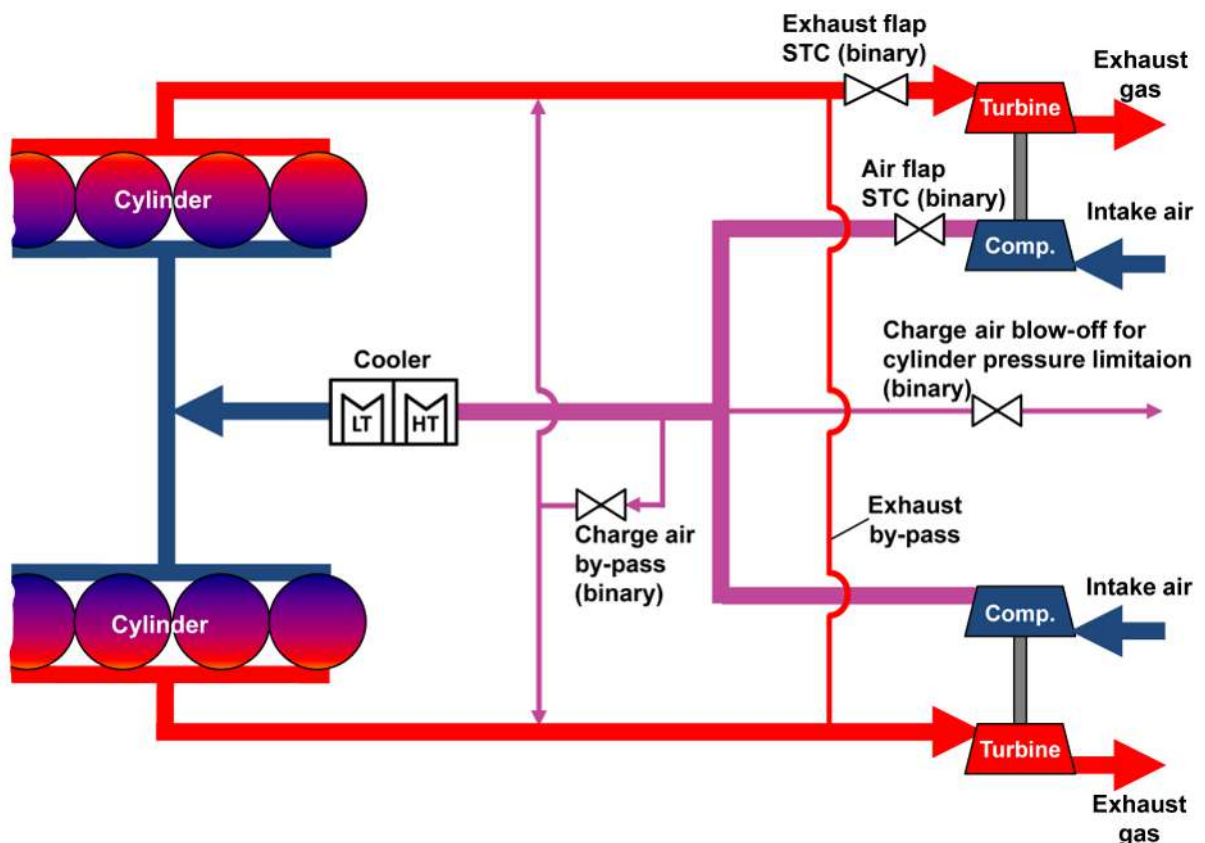 Exhaust flap
STC (binary)
Exhaust
gas
Turbine
Air flap
STC (binary)
Cylinder
Intake air
Comp.
Charge air blow-off for
cylinder pressure limitaion
(binary)
Cooler
LT
HT
Exhaust
by-pass
Charge air
by-pass
(binary)
Intake air
Comp.
Cylinder
Turbine
Exhaust
gas